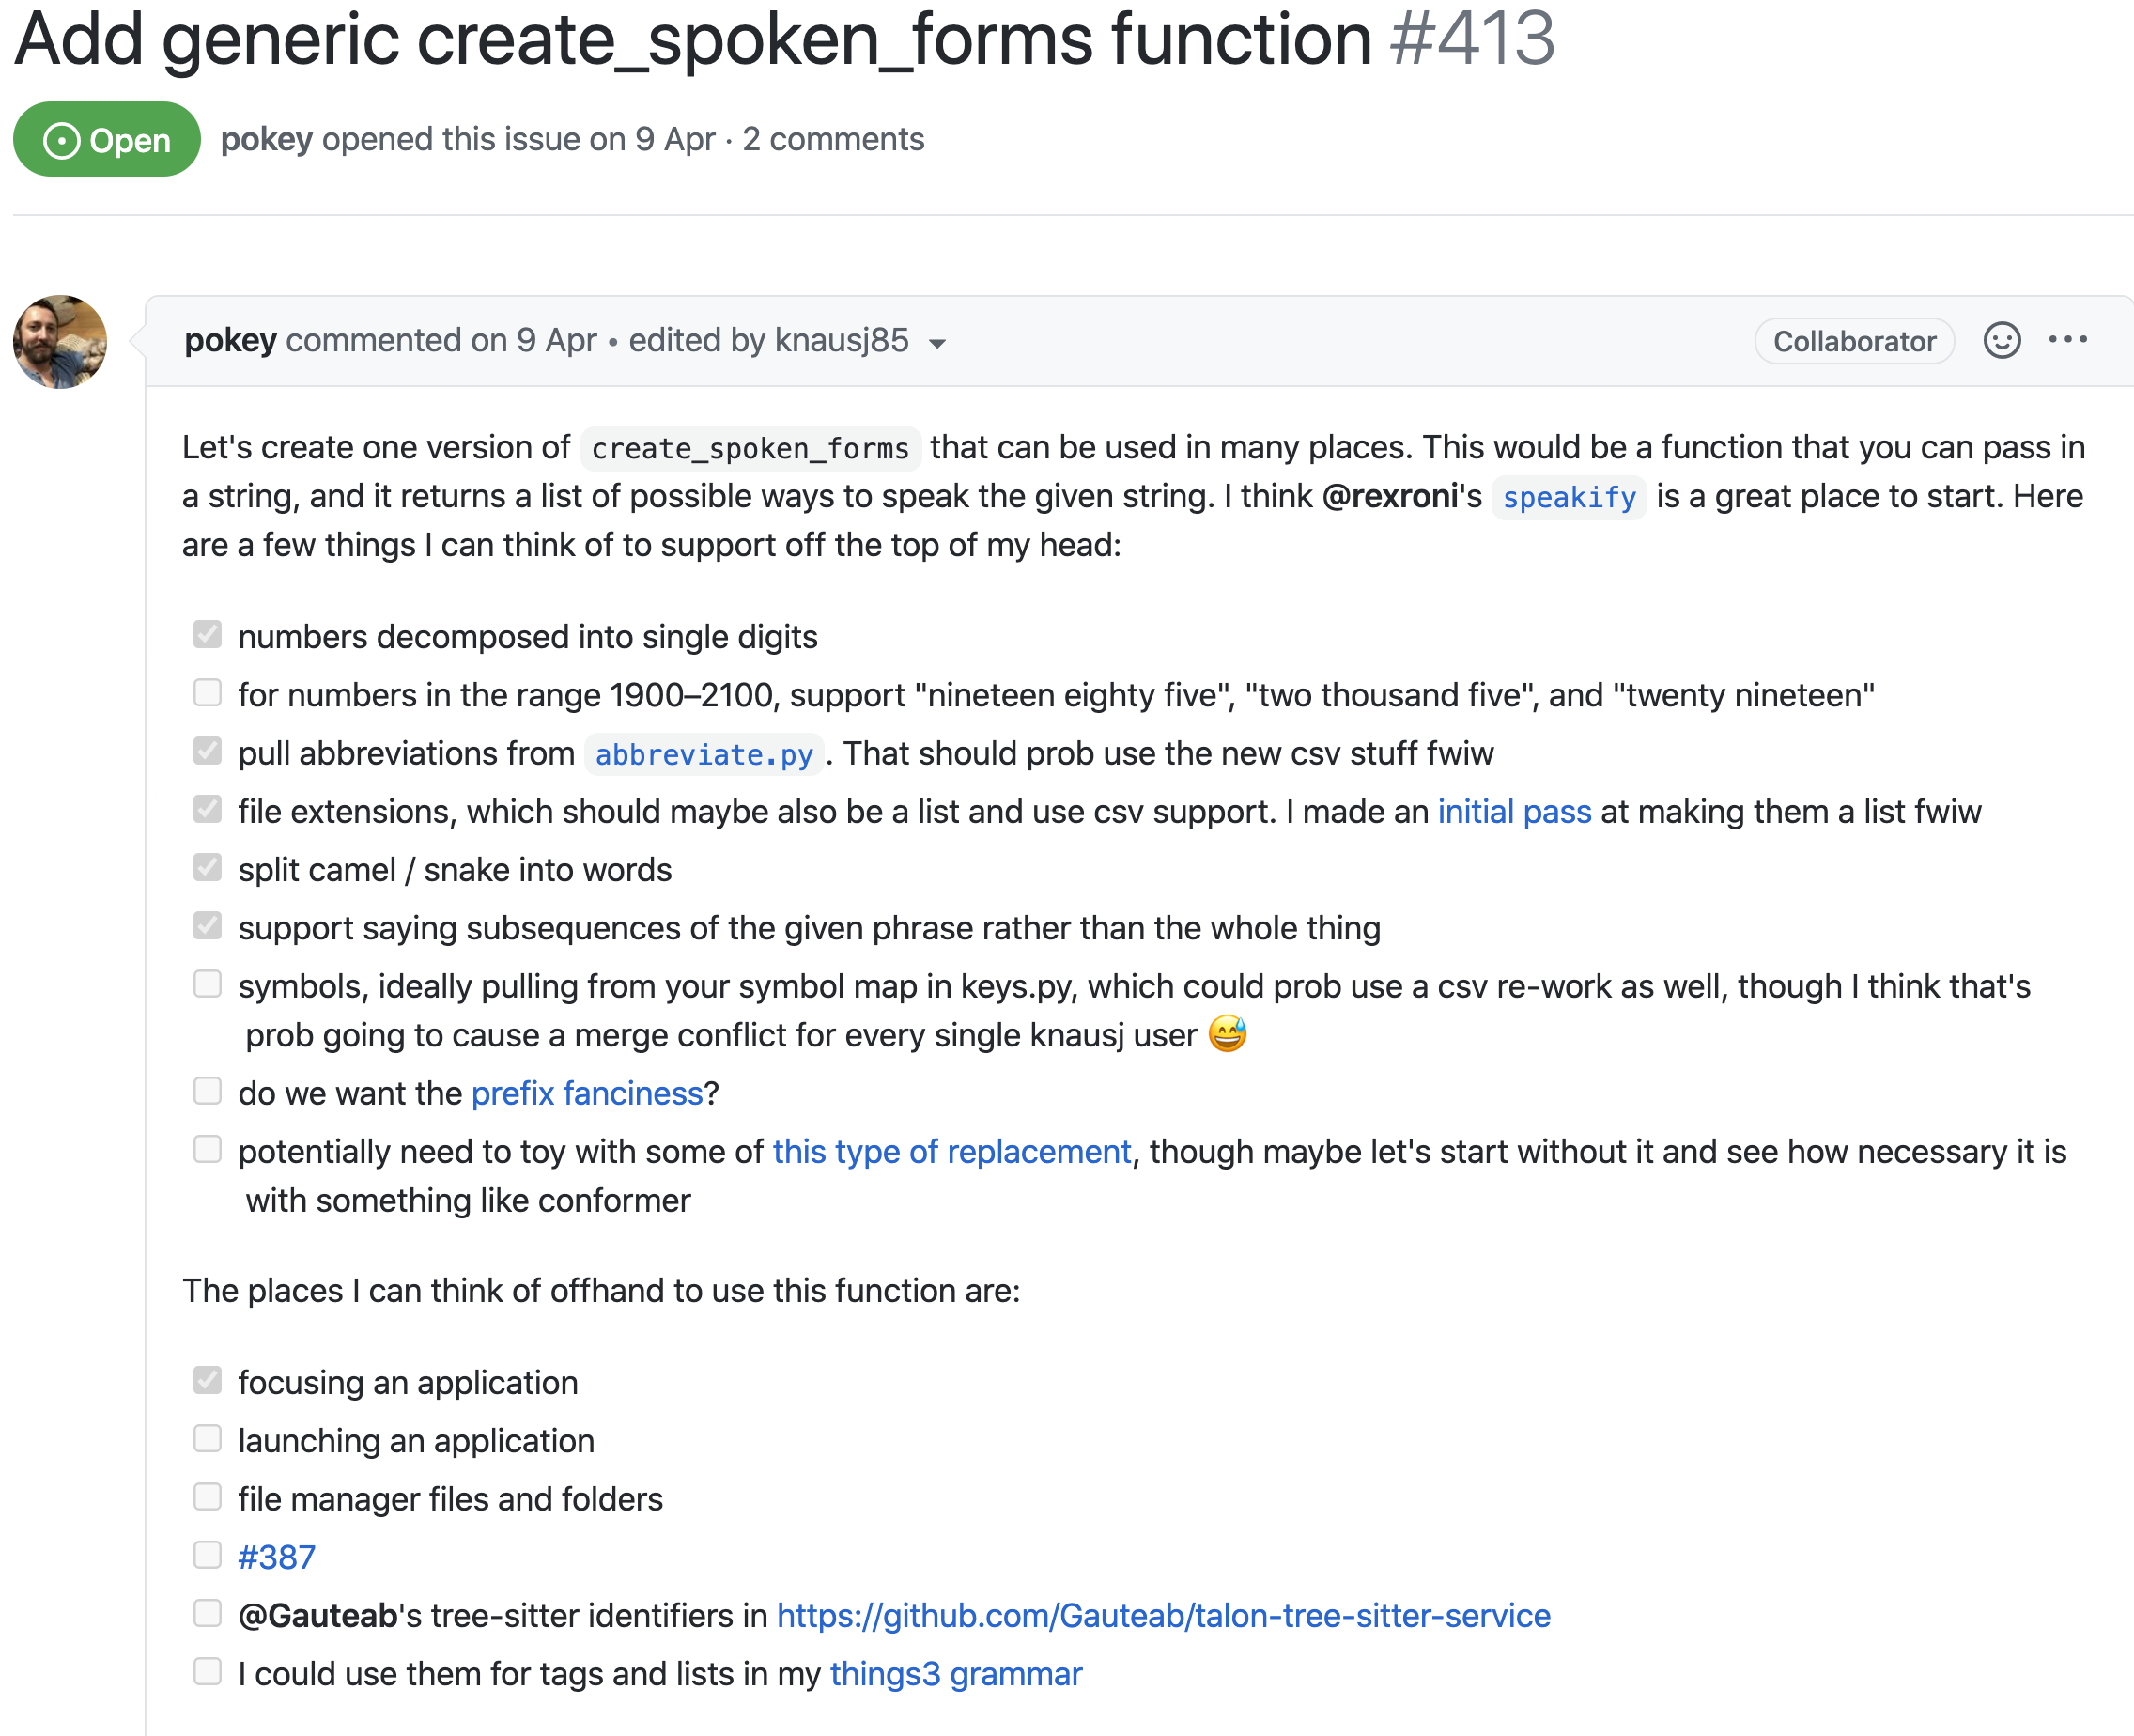 Add generic create_spoken_forms function #413
Open pokey opened this issue on 9 Apr · 2 comments
pokey commented on 9 Apr • edited by knausj85 Collaborator
Let's create one version of create_spoken_forms that can be used in many places. This would be a function that you can pass in
a string, and it returns a list of possible ways to speak the given string. I think @rexroni's speakify is a great place to start. Here
are a few things I can think of to support off the top of my head:
numbers decomposed into single digits
for numbers in the range 1900–2100, support "nineteen eighty five", "two thousand five", and "twenty nineteen"
pull abbreviations from abbreviate.py. That should prob use the new csv stuff fwiw
file extensions, which should maybe also be a list and use csv support. I made an initial pass at making them a list fwiw
split camel / snake into words
support saying subsequences of the given phrase rather than the whole thing
symbols, ideally pulling from your symbol map in keys.py, which could prob use a csv re-work as well, though I think that's
prob going to cause a merge conflict for every single knausj user 😅
do we want the prefix fanciness?
potentially need to toy with some of this type of replacement, though maybe let's start without it and see how necessary it is
with something like conformer
The places I can think of offhand to use this function are:
focusing an application
launching an application
file manager files and folders
#387
@Gauteab's tree-sitter identifiers in https://github.com/Gauteab/talon-tree-sitter-service
I could use them for tags and lists in my things3 grammar